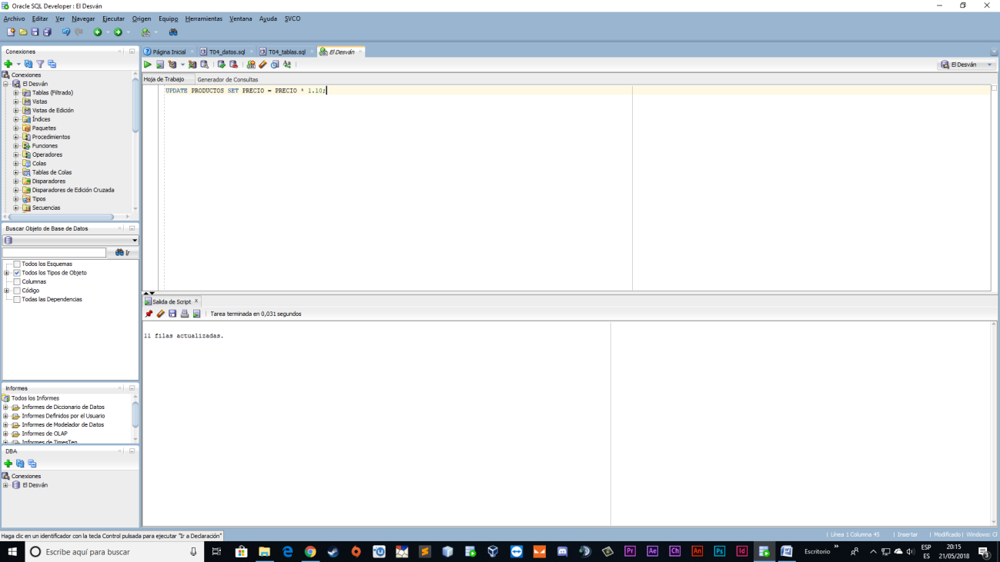 Oracle SQL Developer : El Desván
Archivo Editar Ver Navegar Ejecutar Origen Equipo Herramientas Ventana Ayuda SVCO
Conexiones
Página Inicial
T04_datos.sql
T04_tablas.sql
El Desván
El Desván
Hoja de Trabajo
Generador de Consultas
UPDATE PRODUCTOS SET PRECIO = PRECIO * 1.10;
Conexiones
El Desván
Tablas (Filtrado)
Vistas
Vistas de Edición
Índices
Paquetes
Procedimientos
Funciones
Operadores
Colas
Tablas de Colas
Disparadores
Disparadores de Edición Cruzada
Tipos
Secuencias
Buscar Objeto de Base de Datos
Ir
Todos los Esquemas
Todos los Tipos de Objeto
Columnas
Código
Todas las Dependencias
Salida de Script
Tarea terminada en 0,031 segundos
11 filas actualizadas.
Informes
Todos los Informes
Informes de Diccionario de Datos
Informes Definidos por el Usuario
Informes de Modelador de Datos
Informes de OLAP
Informes de TimesTen
DBA
Conexiones
El Desván
Haga clic en un identificador con la tecla Control pulsada para ejecutar "Ir a Declaración"
Línea 1 Columna 45 | Insertar | Modificado | Windows: CF
Escribe aquí para buscar
Pr
Ae
Ch
An
Ps
Id
Escritorio
ESP
ES
20:15
21/05/2018
3